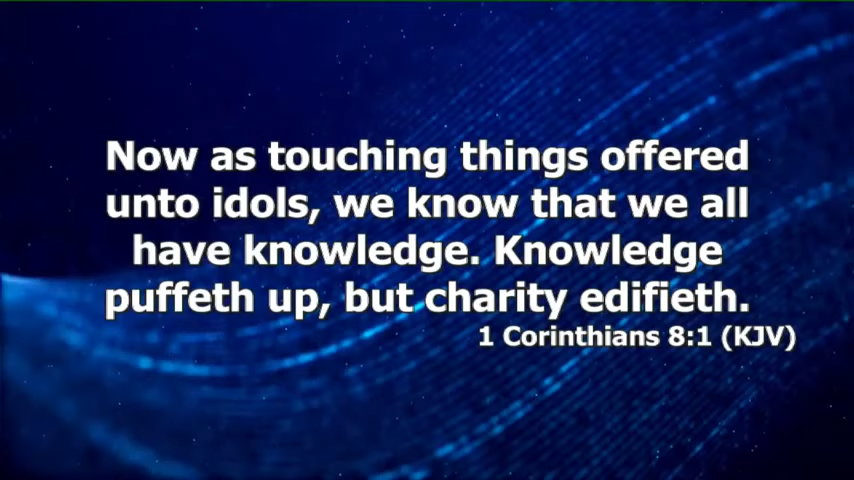 Now as touching things offered
unto idols, we know that we all
have knowledge. Knowledge
puffeth up, but charity edifieth.
1 Corinthians 8:1 (KJV)